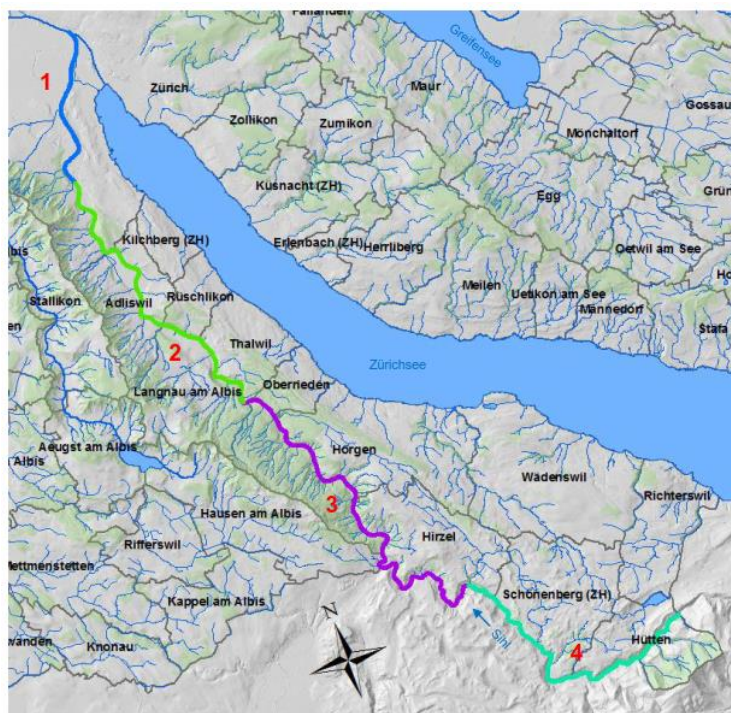 Fällanden
Greifensee
1
Zürich
Maur
Gossau
Zollikon
Zumikon
Mönchaltorf
Küsnacht (ZH)
Grün
Egg
Kilchberg (ZH)
Erlenbach (ZH)
Herrliberg
Oetwil am See
Stallikon
Rüschlikon
Meilen
Uetikon am See
Männedorf
Adliswil
Stäfa
2
Thalwil
Zürichsee
Langnau am Albis
Oberrieden
Horgen
Aeugst am Albis
Wädenswil
Richterswil
3
Hausen am Albis
Hirzel
Rifferswil
Mettmenstetten
Schönenberg (ZH)
Kappel am Albis
N
Sihl
Hütten
4
Knonau